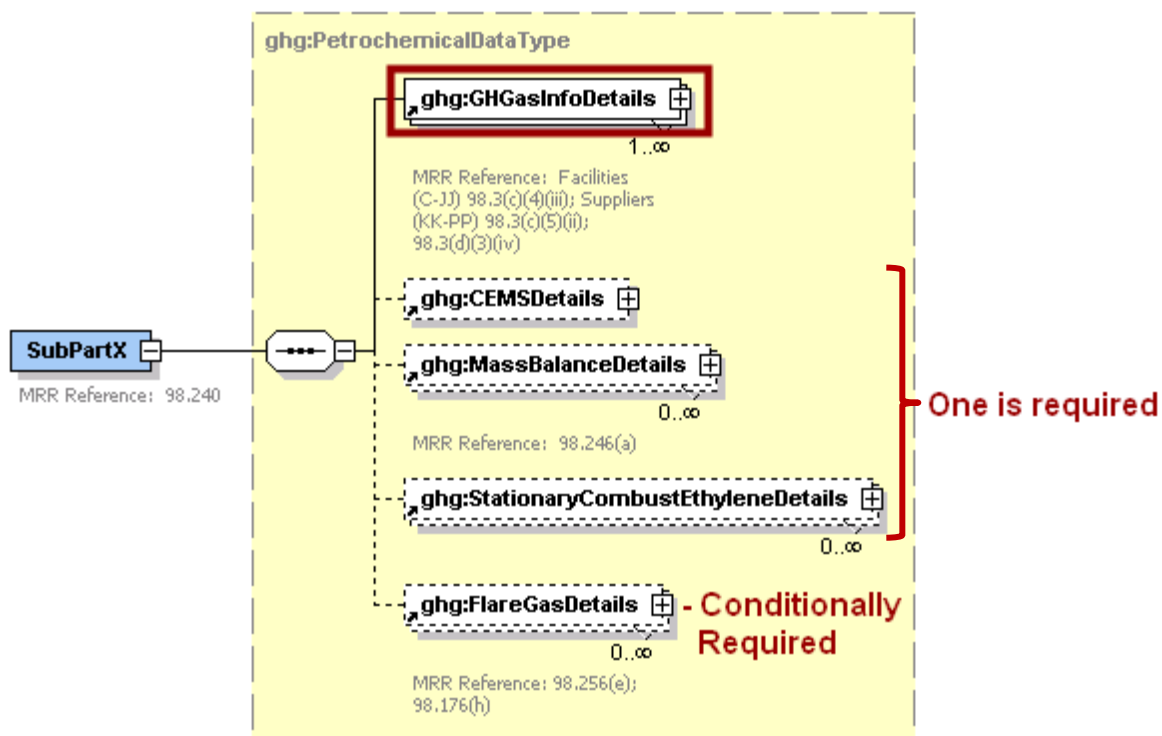 ghg:PetrochemicalDataType
ghg:GHGasInfoDetails
1..∞
MRR Reference: Facilities
(C-JJ) 98.3(c)(4)(iii); Suppliers
(KK-PP) 98.3(c)(5)(ii);
98.3(d)(3)(iv)
ghg:CEMSDetails
SubPartX
MRR Reference: 98.240
ghg:MassBalanceDetails
0..∞
MRR Reference: 98.246(a)
One is required
ghg:StationaryCombustEthyleneDetails
0..∞
ghg:FlareGasDetails
- Conditionally
Required
0..∞
MRR Reference: 98.256(e);
98.176(h)